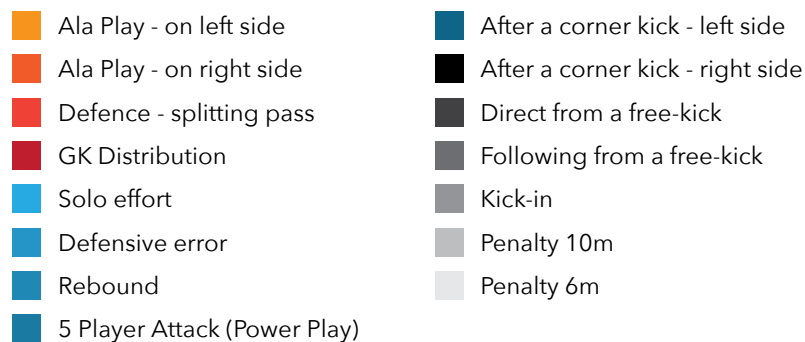 Ala Play - on left side
Ala Play - on right side
Defence - splitting pass
GK Distribution
Solo effort
Defensive error
Rebound
5 Player Attack (Power Play)
After a corner kick - left side
After a corner kick - right side
Direct from a free-kick
Following from a free-kick
Kick-in
Penalty 10m
Penalty 6m